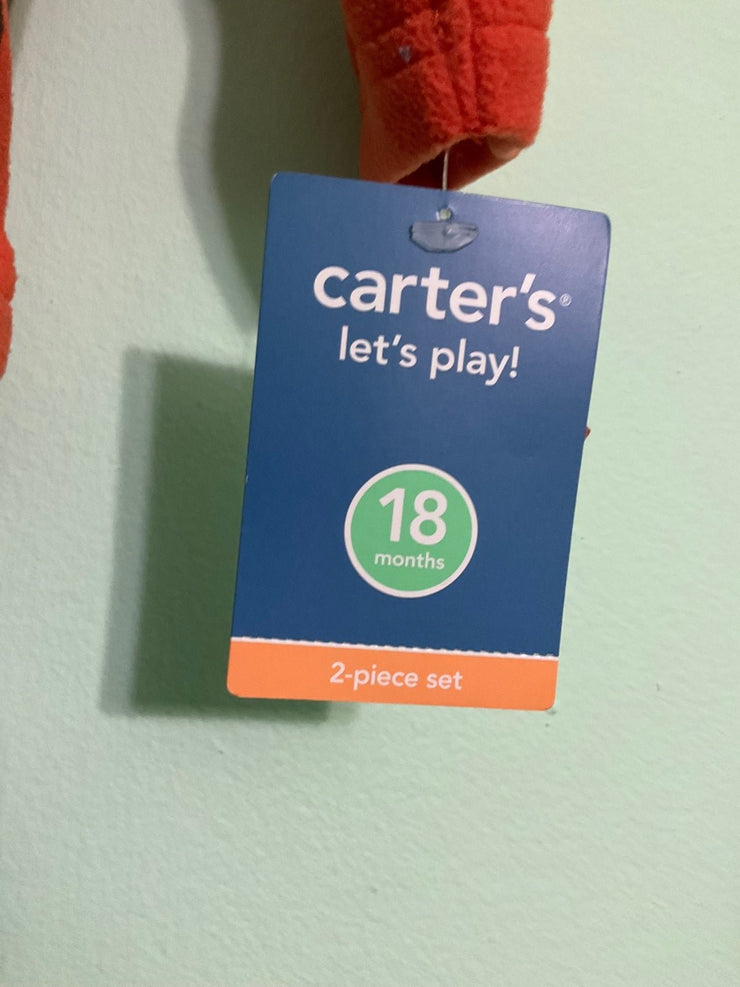 carter's®
let's play!
18
months
2-piece set